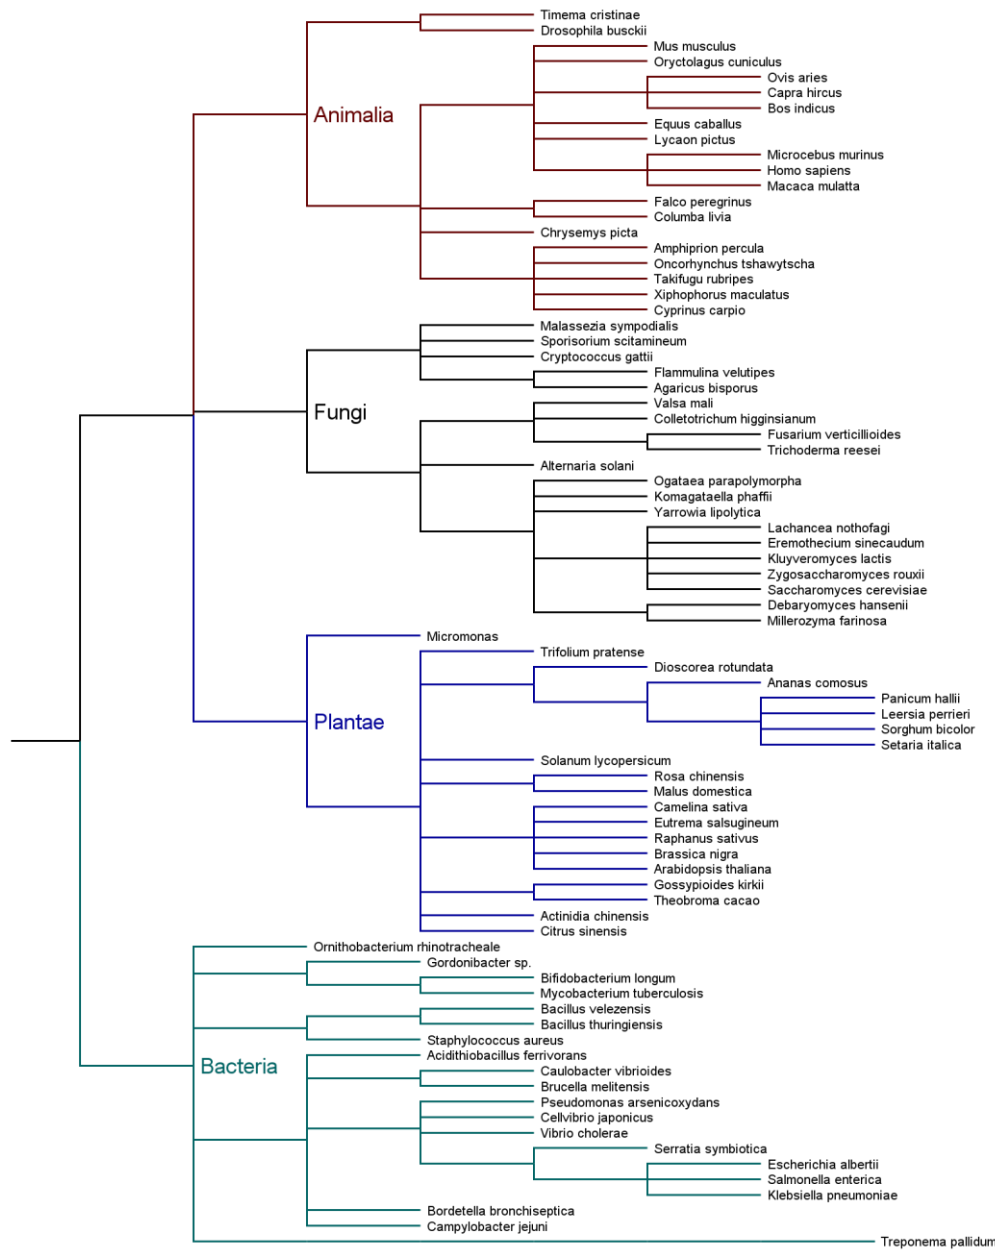 Timema cristinae
Drosophila busckii
Mus musculus
Oryctolagus cuniculus
Ovis aries
Capra hircus
Bos indicus
Animalia
Equus caballus
Lycaon pictus
Microcebus murinus
Homo sapiens
Macaca mulatta
Falco peregrinus
Columba livia
Chrysemys picta
Amphiprion percula
Oncorhynchus tshawytscha
Takifugu rubripes
Xiphophorus maculatus
Cyprinus carpio
Malassezia sympodialis
Sporisorium scitamineum
Cryptococcus gattii
Flammulina velutipes
Agaricus bisporus
Valsa mali
Fungi
Colletotrichum higginsianum
Fusarium verticillioides
Trichoderma reesei
Alternaria solani
Ogataea parapolymorpha
Komagataella phaffii
Yarrowia lipolytica
Lachancea nothofagi
Eremothecium sinecaudum
Kluyveromyces lactis
Zygosaccharomyces rouxii
Saccharomyces cerevisiae
Debaryomyces hansenii
Millerozyma farinosa
Micromonas
Trifolium pratense
Dioscorea rotundata
Ananas comosus
Panicum hallii
Leersia perrieri
Plantae
Sorghum bicolor
Setaria italica
Solanum lycopersicum
Rosa chinensis
Malus domestica
Camelina sativa
Eutrema salsugineum
Raphanus sativus
Brassica nigra
Arabidopsis thaliana
Gossypioides kirkii
Theobroma cacao
Actinidia chinensis
Citrus sinensis
Ornithobacterium rhinotracheale
Gordonibacter sp.
Bifidobacterium longum
Mycobacterium tuberculosis
Bacillus velezensis
Bacillus thuringiensis
Staphylococcus aureus
Acidithiobacillus ferrivorans
Bacteria
Caulobacter vibrioides
Brucella melitensis
Pseudomonas arsenicoxydans
Cellvibrio japonicus
Vibrio cholerae
Serratia symbiotica
Escherichia albertii
Salmonella enterica
Klebsiella pneumoniae
Bordetella bronchiseptica
Campylobacter jejuni
Treponema pallidum